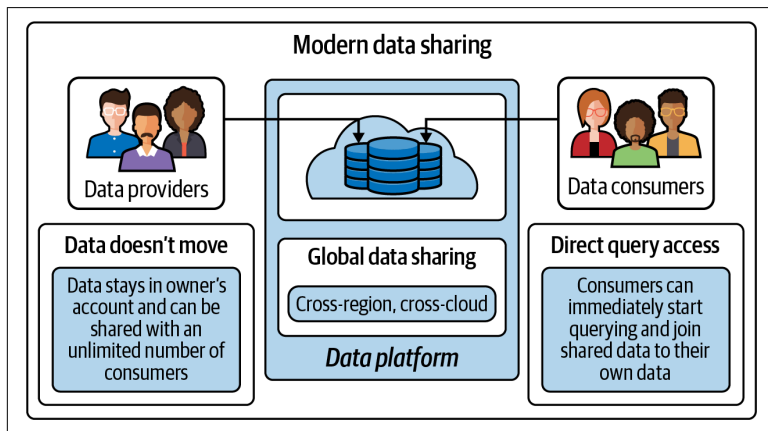 Modern data sharing
Data providers
Data consumers
Data doesn't move
Data stays in owner's
account and can be
shared with an
unlimited number of
consumers
Global data sharing
Cross-region, cross-cloud
Data platform
Direct query access
Consumers can
immediately start
querying and join
shared data to their
own data